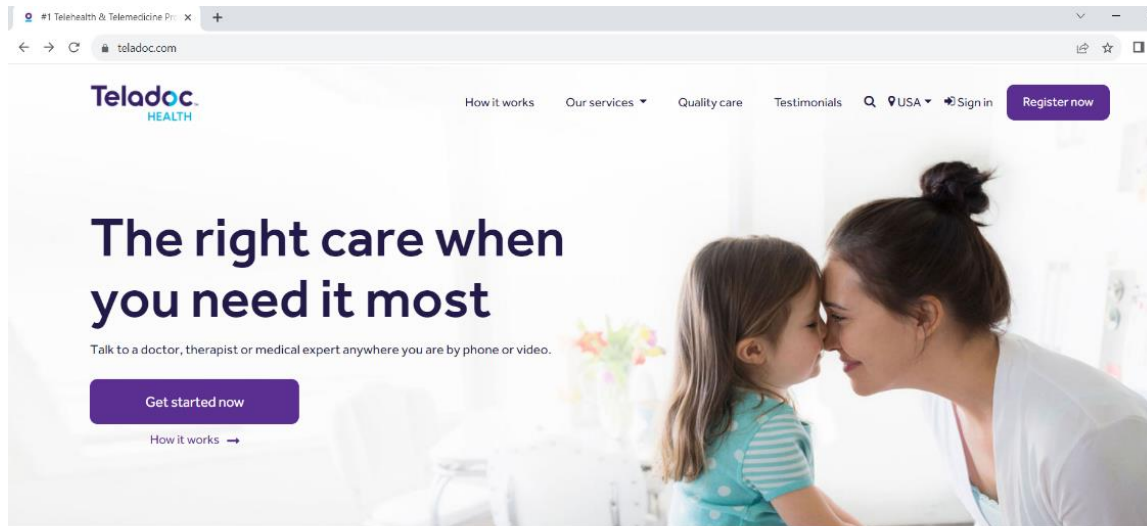 #1 Telehealth & Telemedicine Pr
teladoc.com
Teladoc
HEALTH
How it works
Our services
Quality care
Testimonials
USA
Sign in
Register now
The right care when
you need it most
Talk to a doctor, therapist or medical expert anywhere you are by phone or video.
Get started now
How it works →